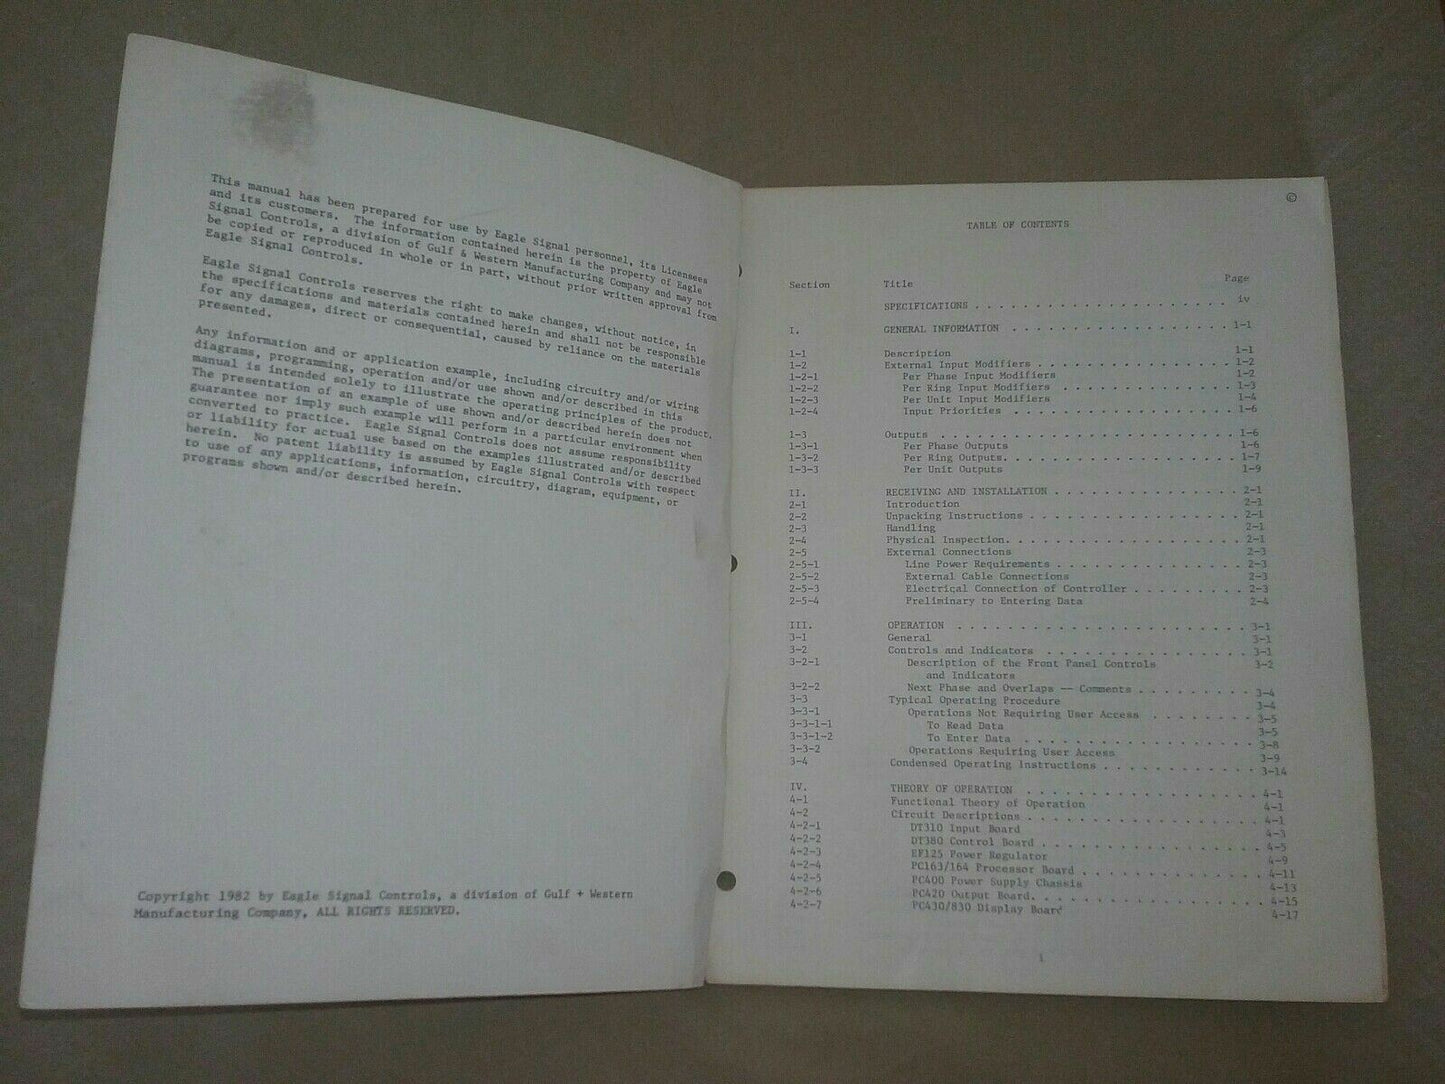 This manual has been prepared for use by Eagle Signal personnel, its Licensees
and its customers. The information contained herein is the property of Eagle
Signal Controls, a division of Gulf & Western Manufacturing Company and may not
be copied or reproduced in whole or in part, without prior written approval from
Eagle Signal Controls.
Eagle Signal Controls reserves the right to make changes, without notice, in
the specifications and materials contained herein and shall not be responsible
for any damages, direct or consequential, caused by reliance on the materials
presented.
Any information and or application example, including circuitry and/or wiring
diagrams, programming, operation and/or use shown and/or described in this
manual is intended solely to illustrate the operating principles of the product.
The presentation of an example of use shown and/or described herein does not
guarantee nor imply such example will perform in a particular environment when
converted to practice. Eagle Signal Controls does not assume responsibility
or liability for actual use based on the examples illustrated and/or described
herein. No patent liability is assumed by Eagle Signal Controls with respect
to use of any applications, information, circuitry, diagram, equipment, or
programs shown and/or described herein.
Copyright 1982 by Eagle Signal Controls, a division of Gulf + Western
Manufacturing Company, ALL RIGHTS RESERVED.
©
TABLE OF CONTENTS
Section Title Page
SPECIFICATIONS . . . . . . . . . . . . . . . . . . . . . . iv
I. GENERAL INFORMATION . . . . . . . . . . . . . . . . . . . 1-1
1-1 Description 1-1
1-2 External Input Modifiers . . . . . . . . . . . . . . . . . 1-2
1-2-1 Per Phase Input Modifiers 1-2
1-2-2 Per Ring Input Modifiers . . . . . . . . . . . . . . . 1-3
1-2-3 Per Unit Input Modifiers 1-4
1-2-4 Input Priorities . . . . . . . . . . . . . . . . . . . 1-6
1-3 Outputs . . . . . . . . . . . . . . . . . . . . . . . . . 1-6
1-3-1 Per Phase Outputs 1-6
1-3-2 Per Ring Outputs. . . . . . . . . . . . . . . . . . . . 1-7
1-3-3 Per Unit Outputs 1-9
II. RECEIVING AND INSTALLATION . . . . . . . . . . . . . . . . 2-1
2-1 Introduction 2-1
2-2 Unpacking Instructions . . . . . . . . . . . . . . . . . . 2-1
2-3 Handling 2-1
2-4 Physical Inspection. . . . . . . . . . . . . . . . . . . . 2-1
2-5 External Connections 2-3
2-5-1 Line Power Requirements . . . . . . . . . . . . . . . . 2-3
2-5-2 External Cable Connections 2-3
2-5-3 Electrical Connection of Controller . . . . . . . . . 2-3
2-5-4 Preliminary to Entering Data 2-4
III. OPERATION . . . . . . . . . . . . . . . . . . . . . . . . 3-1
3-1 General 3-1
3-2 Controls and Indicators . . . . . . . . . . . . . . . . . 3-1
3-2-1 Description of the Front Panel Controls 3-2
and Indicators
3-2-2 Next Phase and Overlaps -- Comments . . . . . . . . . 3-4
3-3 Typical Operating Procedure 3-4
3-3-1 Operations Not Requiring User Access . . . . . . . . 3-5
3-3-1-1 To Read Data 3-5
3-3-1-2 To Enter Data . . . . . . . . . . . . . . . . . . . 3-8
3-3-2 Operations Requiring User Access 3-9
3-4 Condensed Operating Instructions . . . . . . . . . . . . . 3-14
IV. THEORY OF OPERATION . . . . . . . . . . . . . . . . . . . 4-1
4-1 Functional Theory of Operation 4-1
4-2 Circuit Descriptions . . . . . . . . . . . . . . . . . . . 4-1
4-2-1 DT310 Input Board 4-3
4-2-2 DT380 Control Board . . . . . . . . . . . . . . . . . . 4-5
4-2-3 EF125 Power Regulator 4-9
4-2-4 PC163/164 Processor Board . . . . . . . . . . . . . . . 4-11
4-2-5 PC400 Power Supply Chassis 4-13
4-2-6 PC420 Output Board. . . . . . . . . . . . . . . . . . . 4-15
4-2-7 PC430/830 Display Board 4-17
i